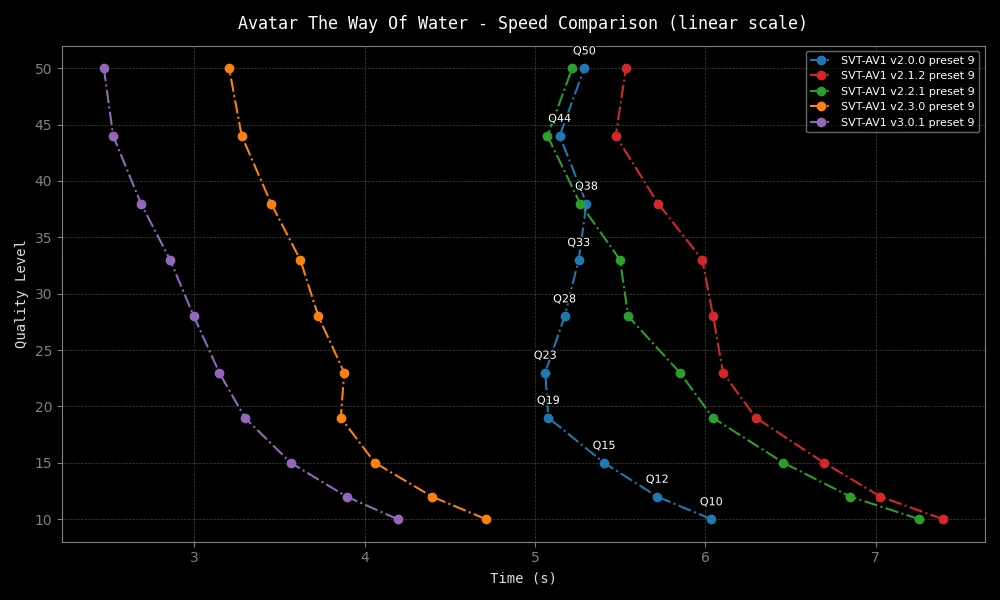 Avatar The Way Of Water - Speed Comparison (linear scale)
SVT-AV1 v2.0.0 preset 9
SVT-AV1 v2.1.2 preset 9
SVT-AV1 v2.2.1 preset 9
SVT-AV1 v2.3.0 preset 9
SVT-AV1 v3.0.1 preset 9
Quality Level
50
45
40
35
30
25
20
15
10
Q50
Q44
Q38
Q33
Q28
Q23
Q19
Q15
Q12
Q10
3 4 5 6 7
Time (s)